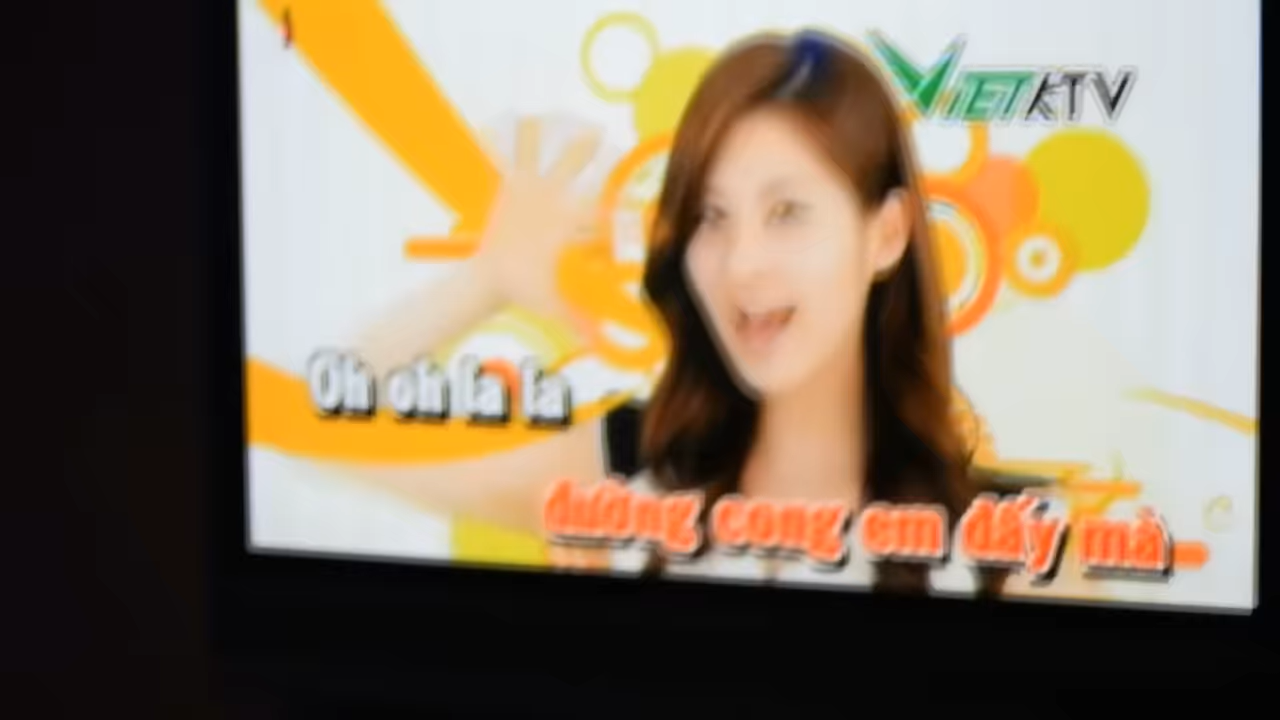 VIETKTV
Oh oh la la
đường cong em đấy mà